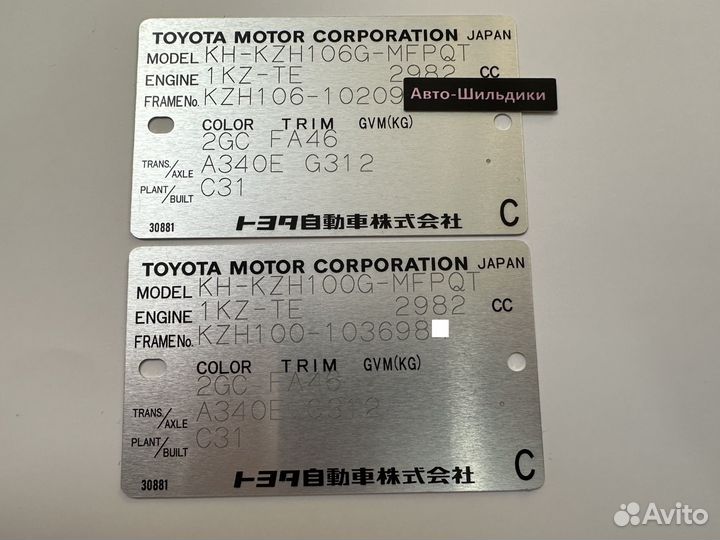 TOYOTA MOTOR CORPORATION JAPAN
MODEL KH-KZH106G-MFPQT
ENGINE 1KZ-TE 2982 CC
FRAME No. KZH106-10209
Авто-Шильдики
COLOR TRIM GVM(KG)
2GC FA46
TRANS./AXLE A340E G312
PLANT/BUILT C31
30881 トヨタ自動車株式会社 C
TOYOTA MOTOR CORPORATION JAPAN
MODEL KH-KZH100G-MFPQT
ENGINE 1KZ-TE 2982 CC
FRAME No. KZH100-103698
COLOR TRIM GVM(KG)
2GC FA46
TRANS./AXLE A340E G312
PLANT/BUILT C31
30881 トヨタ自動車株式会社 C
Avito